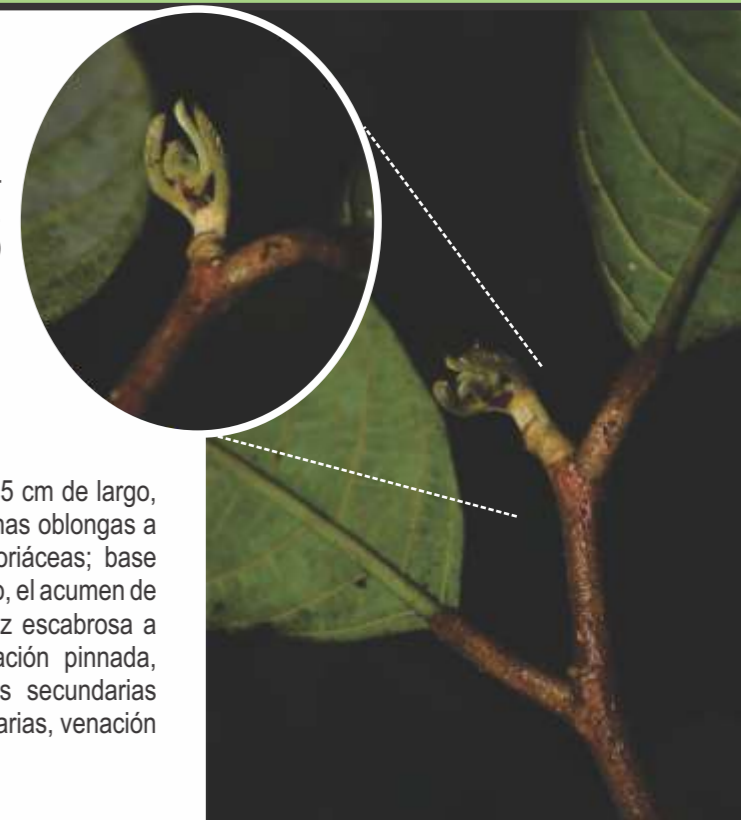 5 cm de largo,
nas oblongas a
oriáceas; base
o, el acumen de
z escabrosa a
ación pinnada,
s secundarias
arias, venación